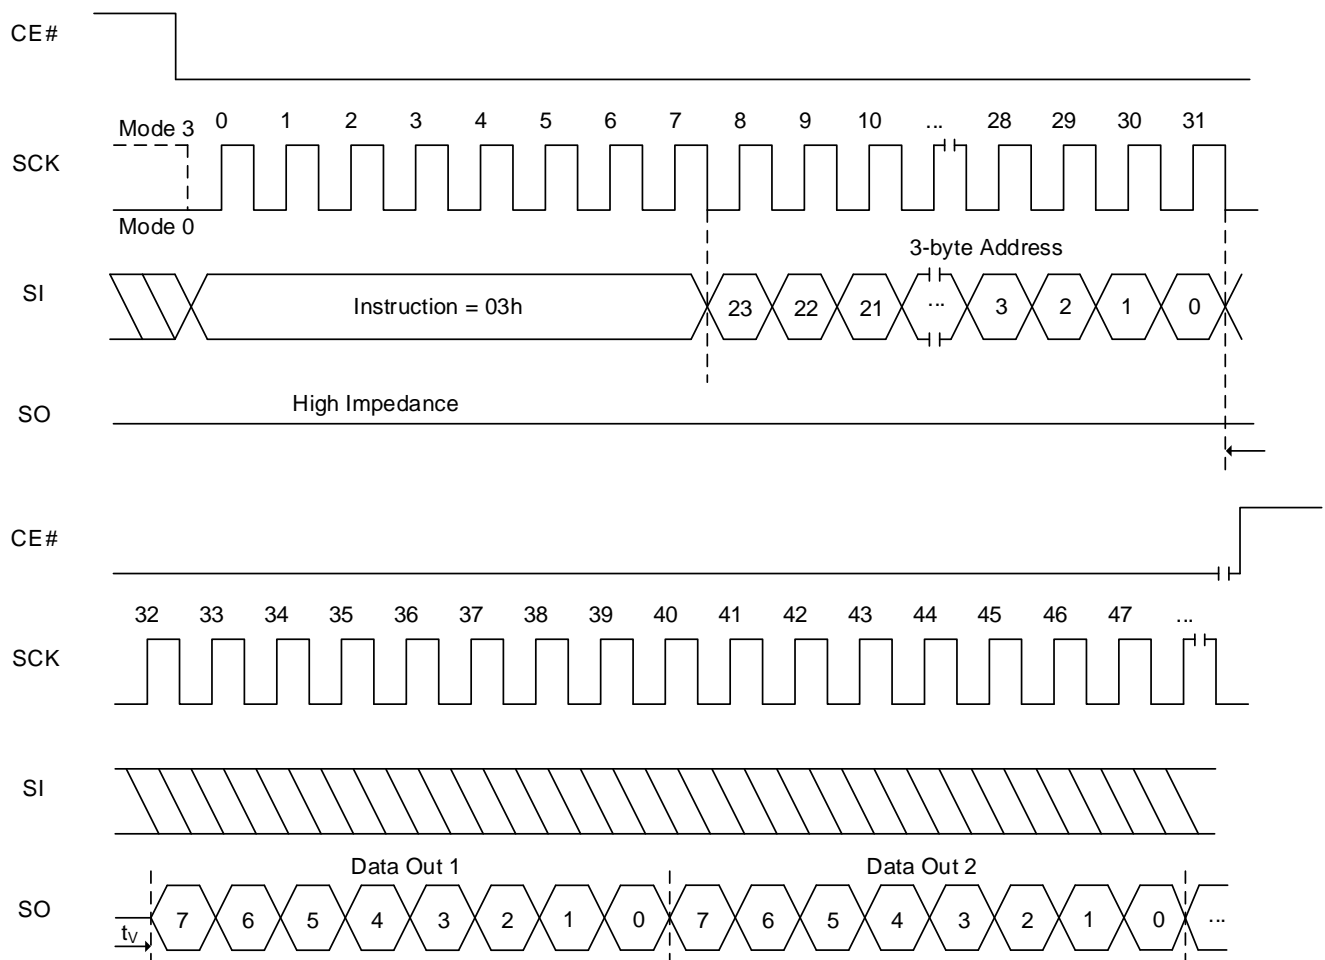 CE#
Mode 3 0 1 2 3 4 5 6 7 8 9 10 ... 28 29 30 31
SCK
Mode 0
3-byte Address
SI Instruction = 03h 23 22 21 ... 3 2 1 0
High Impedance
SO
CE#
32 33 34 35 36 37 38 39 40 41 42 43 44 45 46 47 ...
SCK
SI
Data Out 1 Data Out 2
SO 7 6 5 4 3 2 1 0 7 6 5 4 3 2 1 0 ...
tV